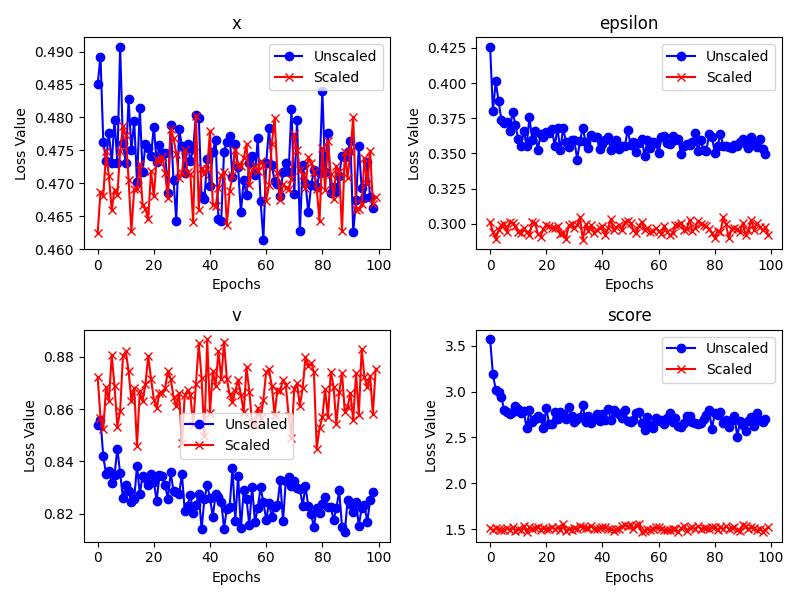 x
Loss Value
0.490
0.485
0.480
0.475
0.470
0.465
0.460
Unscaled
Scaled
0 20 40 60 80 100
Epochs
epsilon
Loss Value
0.425
0.400
0.375
0.350
0.325
0.300
Unscaled
Scaled
0 20 40 60 80 100
Epochs
v
Loss Value
0.88
0.86
0.84
0.82
Unscaled
Scaled
0 20 40 60 80 100
Epochs
score
Loss Value
3.5
3.0
2.5
2.0
1.5
Unscaled
Scaled
0 20 40 60 80 100
Epochs